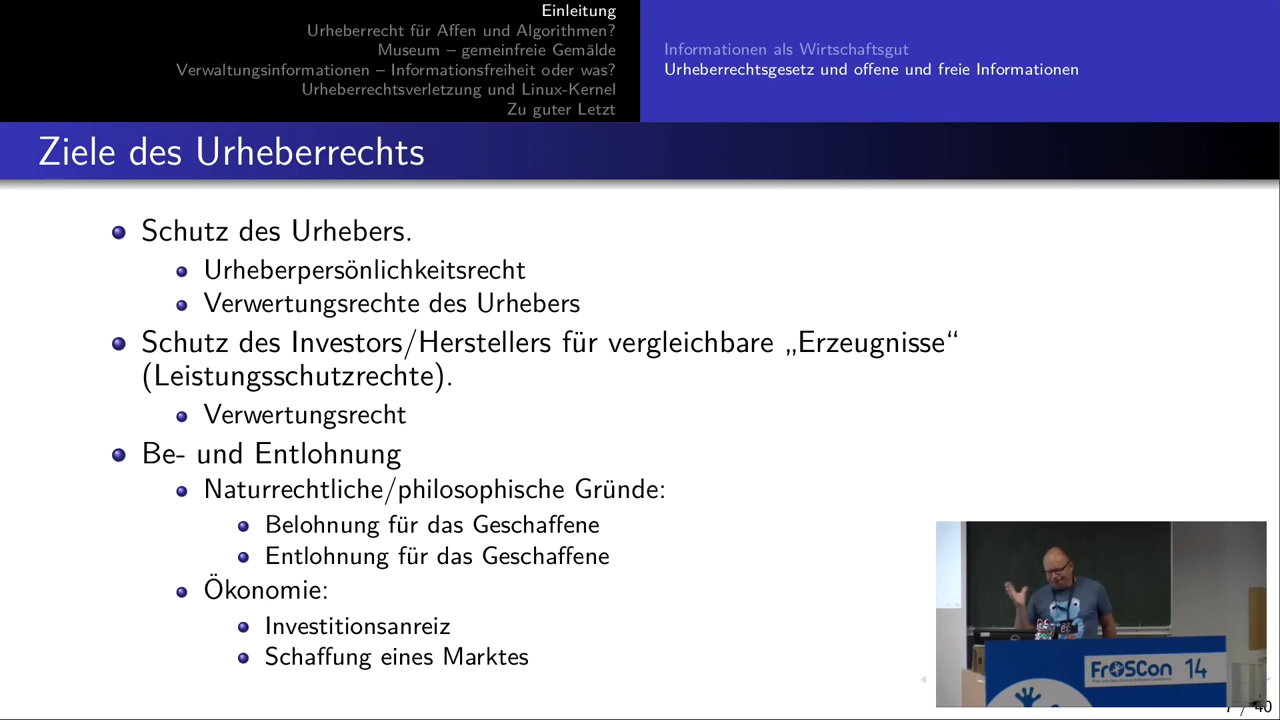 Einleitung
Urheberrecht für Affen und Algorithmen?
Museum – gemeinfreie Gemälde
Verwaltungsinformationen – Informationsfreiheit oder was?
Urheberrechtsverletzung und Linux-Kernel
Zu guter Letzt
Informationen als Wirtschaftsgut
Urheberrechtsgesetz und offene und freie Informationen
Ziele des Urheberrechts
Schutz des Urhebers.
Urheberpersönlichkeitsrecht
Verwertungsrechte des Urhebers
Schutz des Investors/Herstellers für vergleichbare „Erzeugnisse“
(Leistungsschutzrechte).
Verwertungsrecht
Be- und Entlohnung
Naturrechtliche/philosophische Gründe:
Belohnung für das Geschaffene
Entlohnung für das Geschaffene
Ökonomie:
Investitionsanreiz
Schaffung eines Marktes
FrOSCon 14
7 / 40